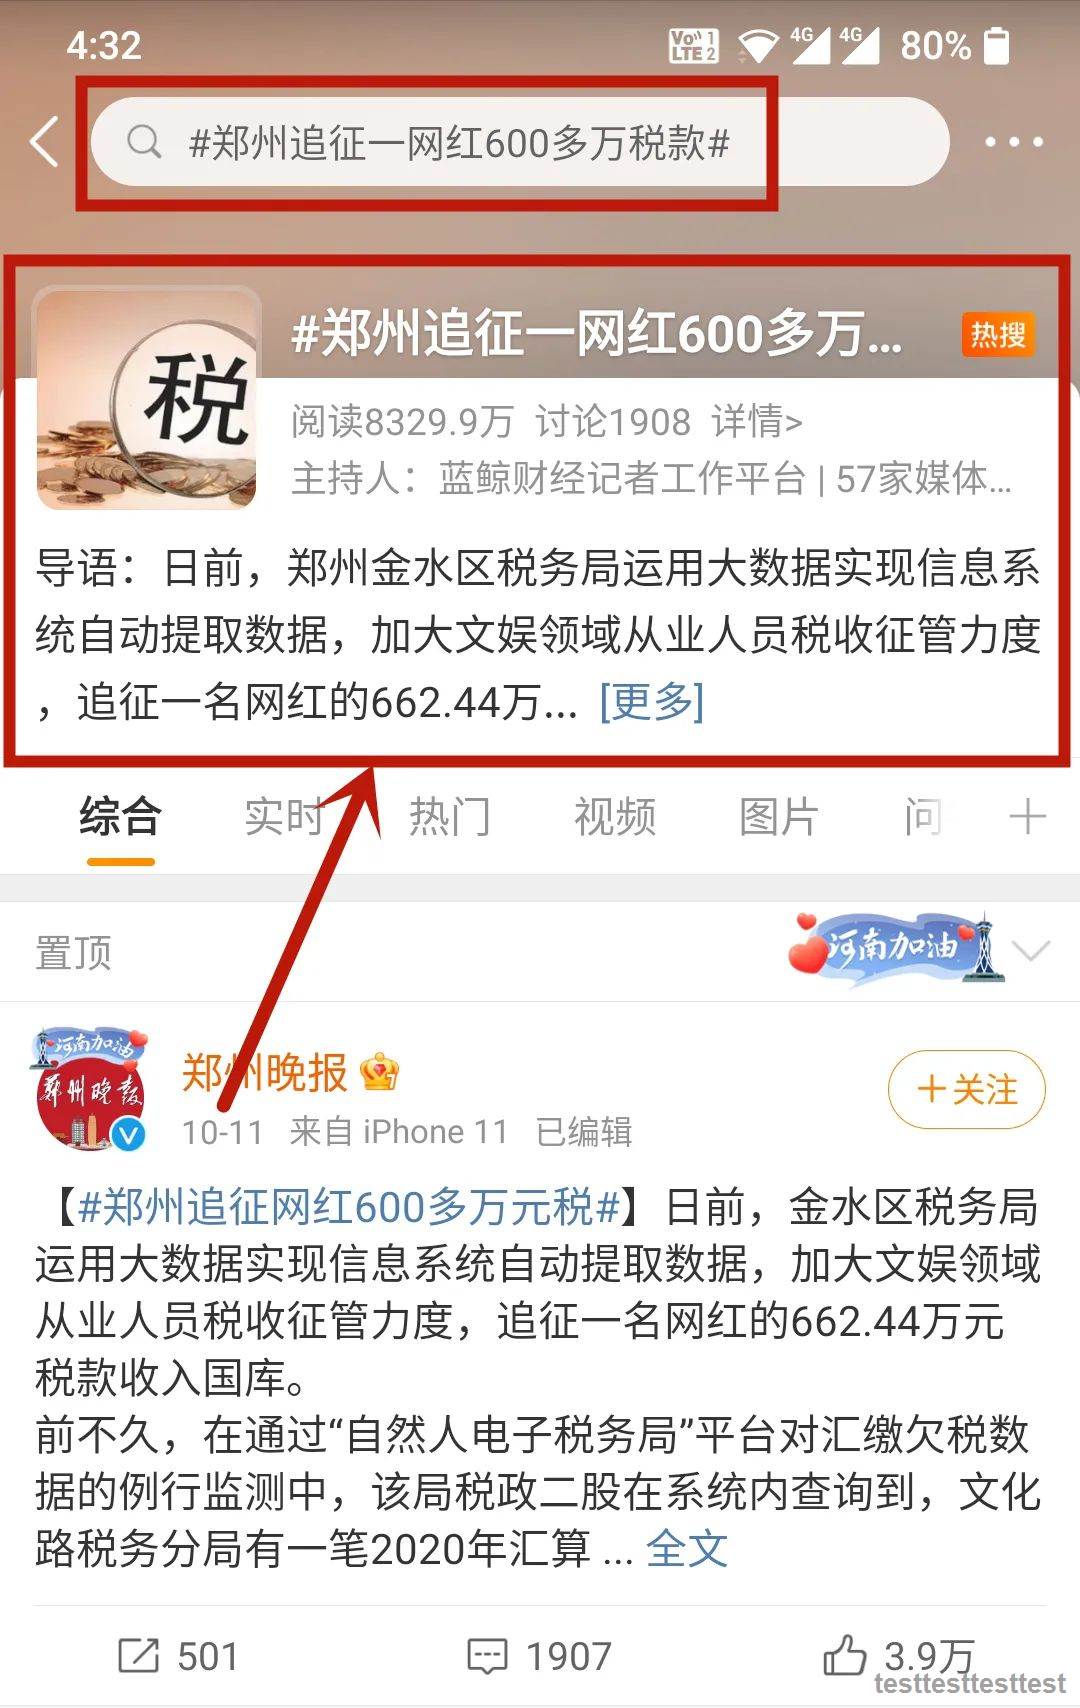 4:32
Vo 1
LTE 2
4G
4G
80%
#郑州追征一网红600多万税款#
税
#郑州追征一网红600多万...
热搜
阅读8329.9万 讨论1908 详情>
主持人：蓝鲸财经记者工作平台 | 57家媒体...
导语：日前，郑州金水区税务局运用大数据实现信息系
统自动提取数据，加大文娱领域从业人员税收征管力度
，追征一名网红的662.44万... [更多]
综合 实时 热门 视频 图片 问
置顶
河南加油
河南加油
郑州晚报
郑州晚报
+关注
10-11 来自 iPhone 11 已编辑
【#郑州追征网红600多万元税#】日前，金水区税务局
运用大数据实现信息系统自动提取数据，加大文娱领域
从业人员税收征管力度，追征一名网红的662.44万元
税款收入国库。
前不久，在通过“自然人电子税务局”平台对汇缴欠税数
据的例行监测中，该局税政二股在系统内查询到，文化
路税务分局有一笔2020年汇算 ... 全文
501 1907 3.9万
testtesttesttest